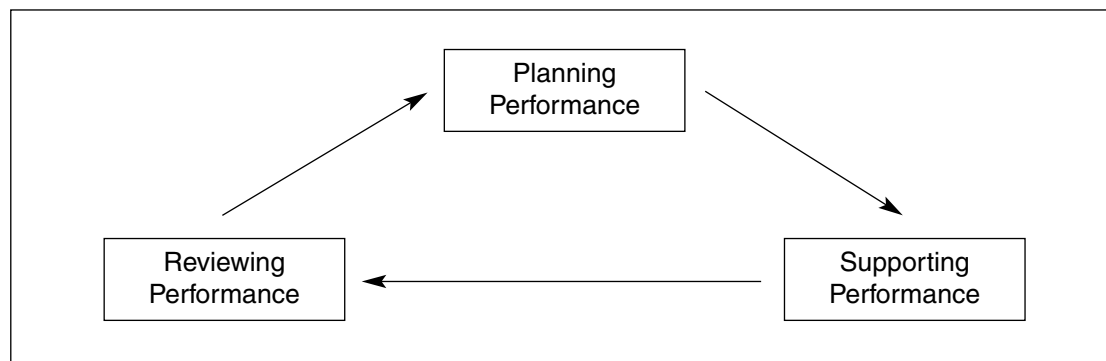 Planning
Performance
Reviewing
Performance
Supporting
Performance